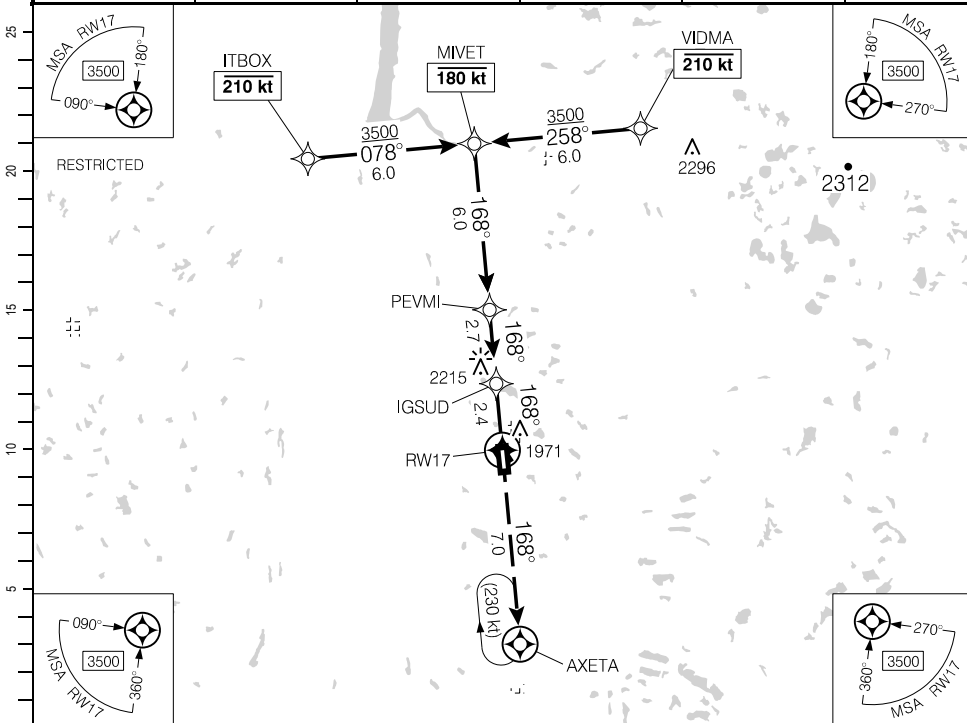 25
20
15
10
5
MSA RW17
180°
3500
090°
MSA RW17
180°
3500
270°
ITBOX
210 kt
MIVET
180 kt
VIDMA
210 kt
RESTRICTED
3500
078°
6.0
3500
258°
6.0
2296
2312
168°
6.0
PEVMI
168°
2.7
2215
IGSUD
168°
2.4
RW17
1971
168°
7.0
(230 kt)
AXETA
090°
3500
360°
MSA RW17
270°
3500
360°
MSA RW17